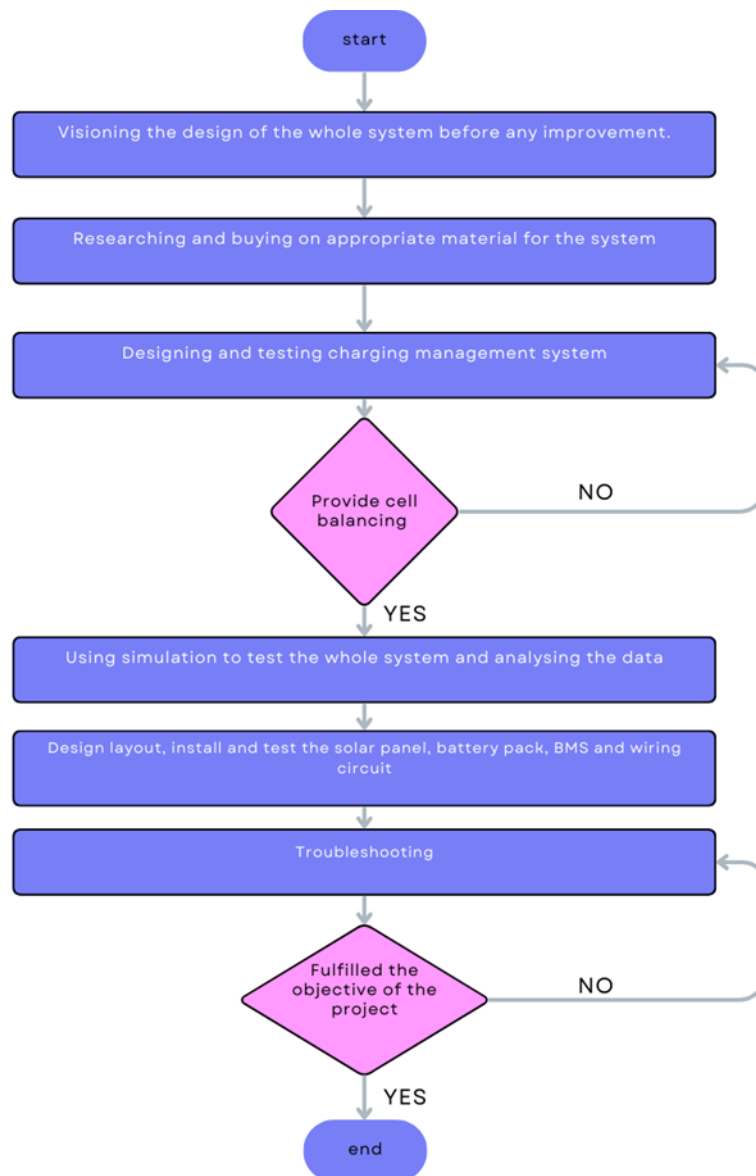 start
Visioning the design of the whole system before any improvement.
Researching and buying on appropriate material for the system
Designing and testing charging management system
Provide cell
balancing
NO
YES
Using simulation to test the whole system and analysing the data
Design layout, install and test the solar panel, battery pack, BMS and wiring
circuit
Troubleshooting
Fulfilled the
objective of the
project
NO
YES
end